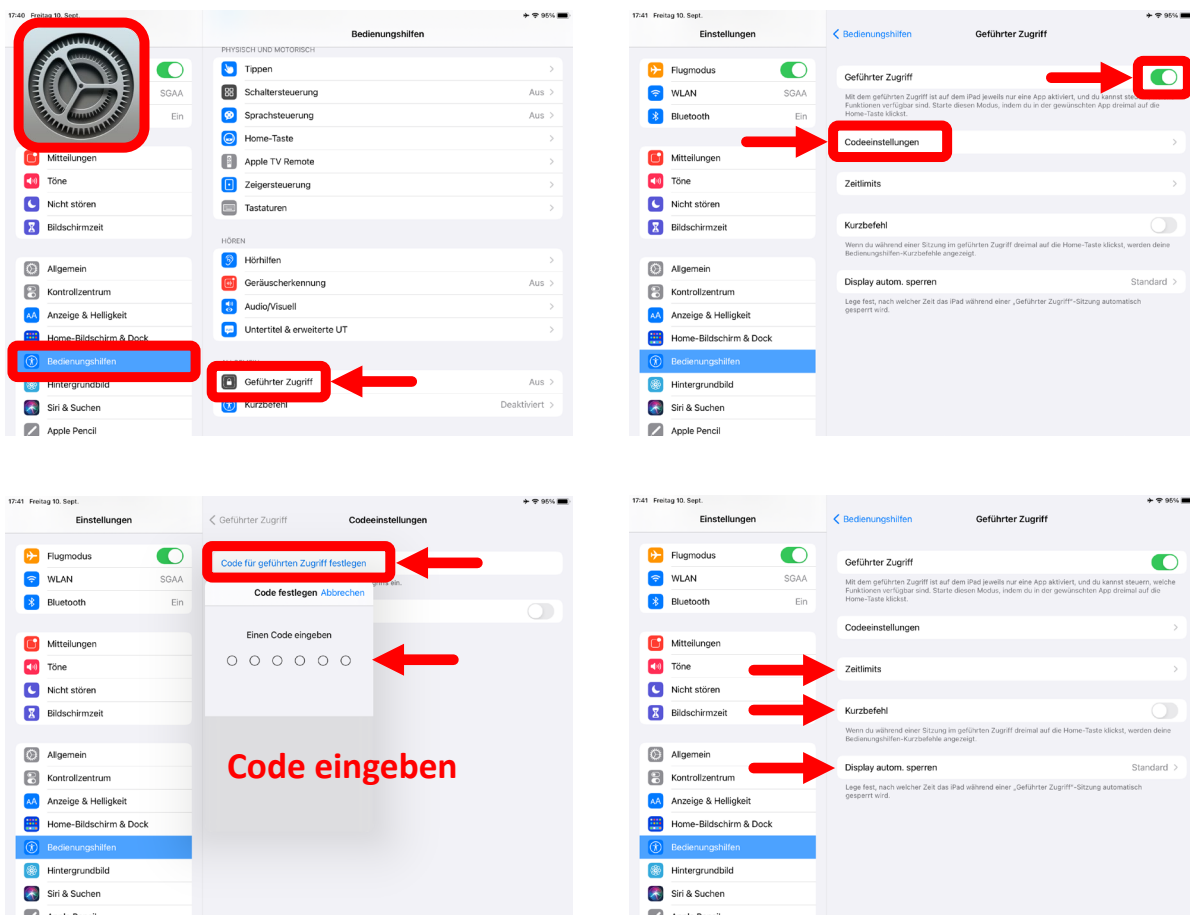 17:40 Freitag 10. Sept.
95%
Bedienungshilfen
SGAA
Ein
Mitteilungen
Töne
Nicht stören
Bildschirmzeit
Allgemein
Kontrollzentrum
AA Anzeige & Helligkeit
Home-Bildschirm & Dock
Bedienungshilfen
Hintergrundbild
Siri & Suchen
Apple Pencil
PHYSISCH UND MOTORISCH
Tippen
Schaltersteuerung Aus
Sprachsteuerung Aus
Home-Taste
Apple TV Remote
Zeigersteuerung
Tastaturen
HÖREN
Hörhilfen
Geräuscherkennung Aus
Audio/Visuell
Untertitel & erweiterte UT
Geführter Zugriff Aus
Kurzbefehl Deaktiviert
17:41 Freitag 10. Sept.
95%
Einstellungen
Flugmodus
WLAN SGAA
Bluetooth Ein
Mitteilungen
Töne
Nicht stören
Bildschirmzeit
Allgemein
Kontrollzentrum
AA Anzeige & Helligkeit
Home-Bildschirm & Dock
Bedienungshilfen
Hintergrundbild
Siri & Suchen
Apple Pencil
Bedienungshilfen
Geführter Zugriff
Geführter Zugriff
Mit dem geführten Zugriff ist auf dem iPad jeweils nur eine App aktiviert, und du kannst
Funktionen verfügbar sind. Starte diesen Modus, indem du in der gewünschten App dreimal auf die
Home-Taste klickst.
Codeeinstellungen
Zeitlimits
Kurzbefehl
Wenn du während einer Sitzung im geführten Zugriff dreimal auf die Home-Taste klickst, werden deine
Bedienungshilfen-Kurzbefehle angezeigt.
Display autom. sperren Standard
Lege fest, nach welcher Zeit das iPad während einer „Geführter Zugriff“-Sitzung automatisch
gesperrt wird.
17:41 Freitag 10. Sept.
95%
Einstellungen
Flugmodus
WLAN SGAA
Bluetooth Ein
Mitteilungen
Töne
Nicht stören
Bildschirmzeit
Allgemein
Kontrollzentrum
AA Anzeige & Helligkeit
Home-Bildschirm & Dock
Bedienungshilfen
Hintergrundbild
Siri & Suchen
Geführter Zugriff
Codeeinstellungen
Code für geführten Zugriff festlegen
ein.
Code festlegen Abbrechen
Einen Code eingeben
Code eingeben
17:41 Freitag 10. Sept.
95%
Einstellungen
Flugmodus
WLAN SGAA
Bluetooth Ein
Mitteilungen
Töne
Nicht stören
Bildschirmzeit
Allgemein
Kontrollzentrum
AA Anzeige & Helligkeit
Home-Bildschirm & Dock
Bedienungshilfen
Hintergrundbild
Siri & Suchen
Bedienungshilfen
Geführter Zugriff
Geführter Zugriff
Mit dem geführten Zugriff ist auf dem iPad jeweils nur eine App aktiviert, und du kannst steuern, welche
Funktionen verfügbar sind. Starte diesen Modus, indem du in der gewünschten App dreimal auf die
Home-Taste klickst.
Codeeinstellungen
Zeitlimits
Kurzbefehl
Wenn du während einer Sitzung im geführten Zugriff dreimal auf die Home-Taste klickst, werden deine
Bedienungshilfen-Kurzbefehle angezeigt.
Display autom. sperren Standard
Lege fest, nach welcher Zeit das iPad während einer „Geführter Zugriff“-Sitzung automatisch
gesperrt wird.